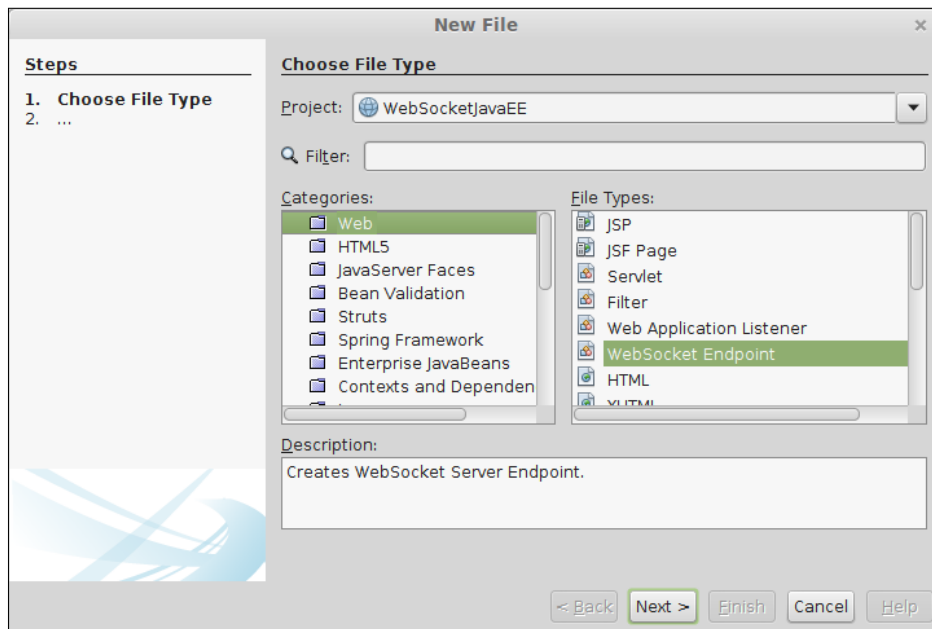 New File
Steps
1. Choose File Type
2. ...
Choose File Type
Project: WebSocketJavaEE
Filter:
Categories:
Web
HTML5
JavaServer Faces
Bean Validation
Struts
Spring Framework
Enterprise JavaBeans
Contexts and Dependen
File Types:
JSP
JSF Page
Servlet
Filter
Web Application Listener
WebSocket Endpoint
HTML
XHTML
Description:
Creates WebSocket Server Endpoint.
< Back
Next >
Finish
Cancel
Help